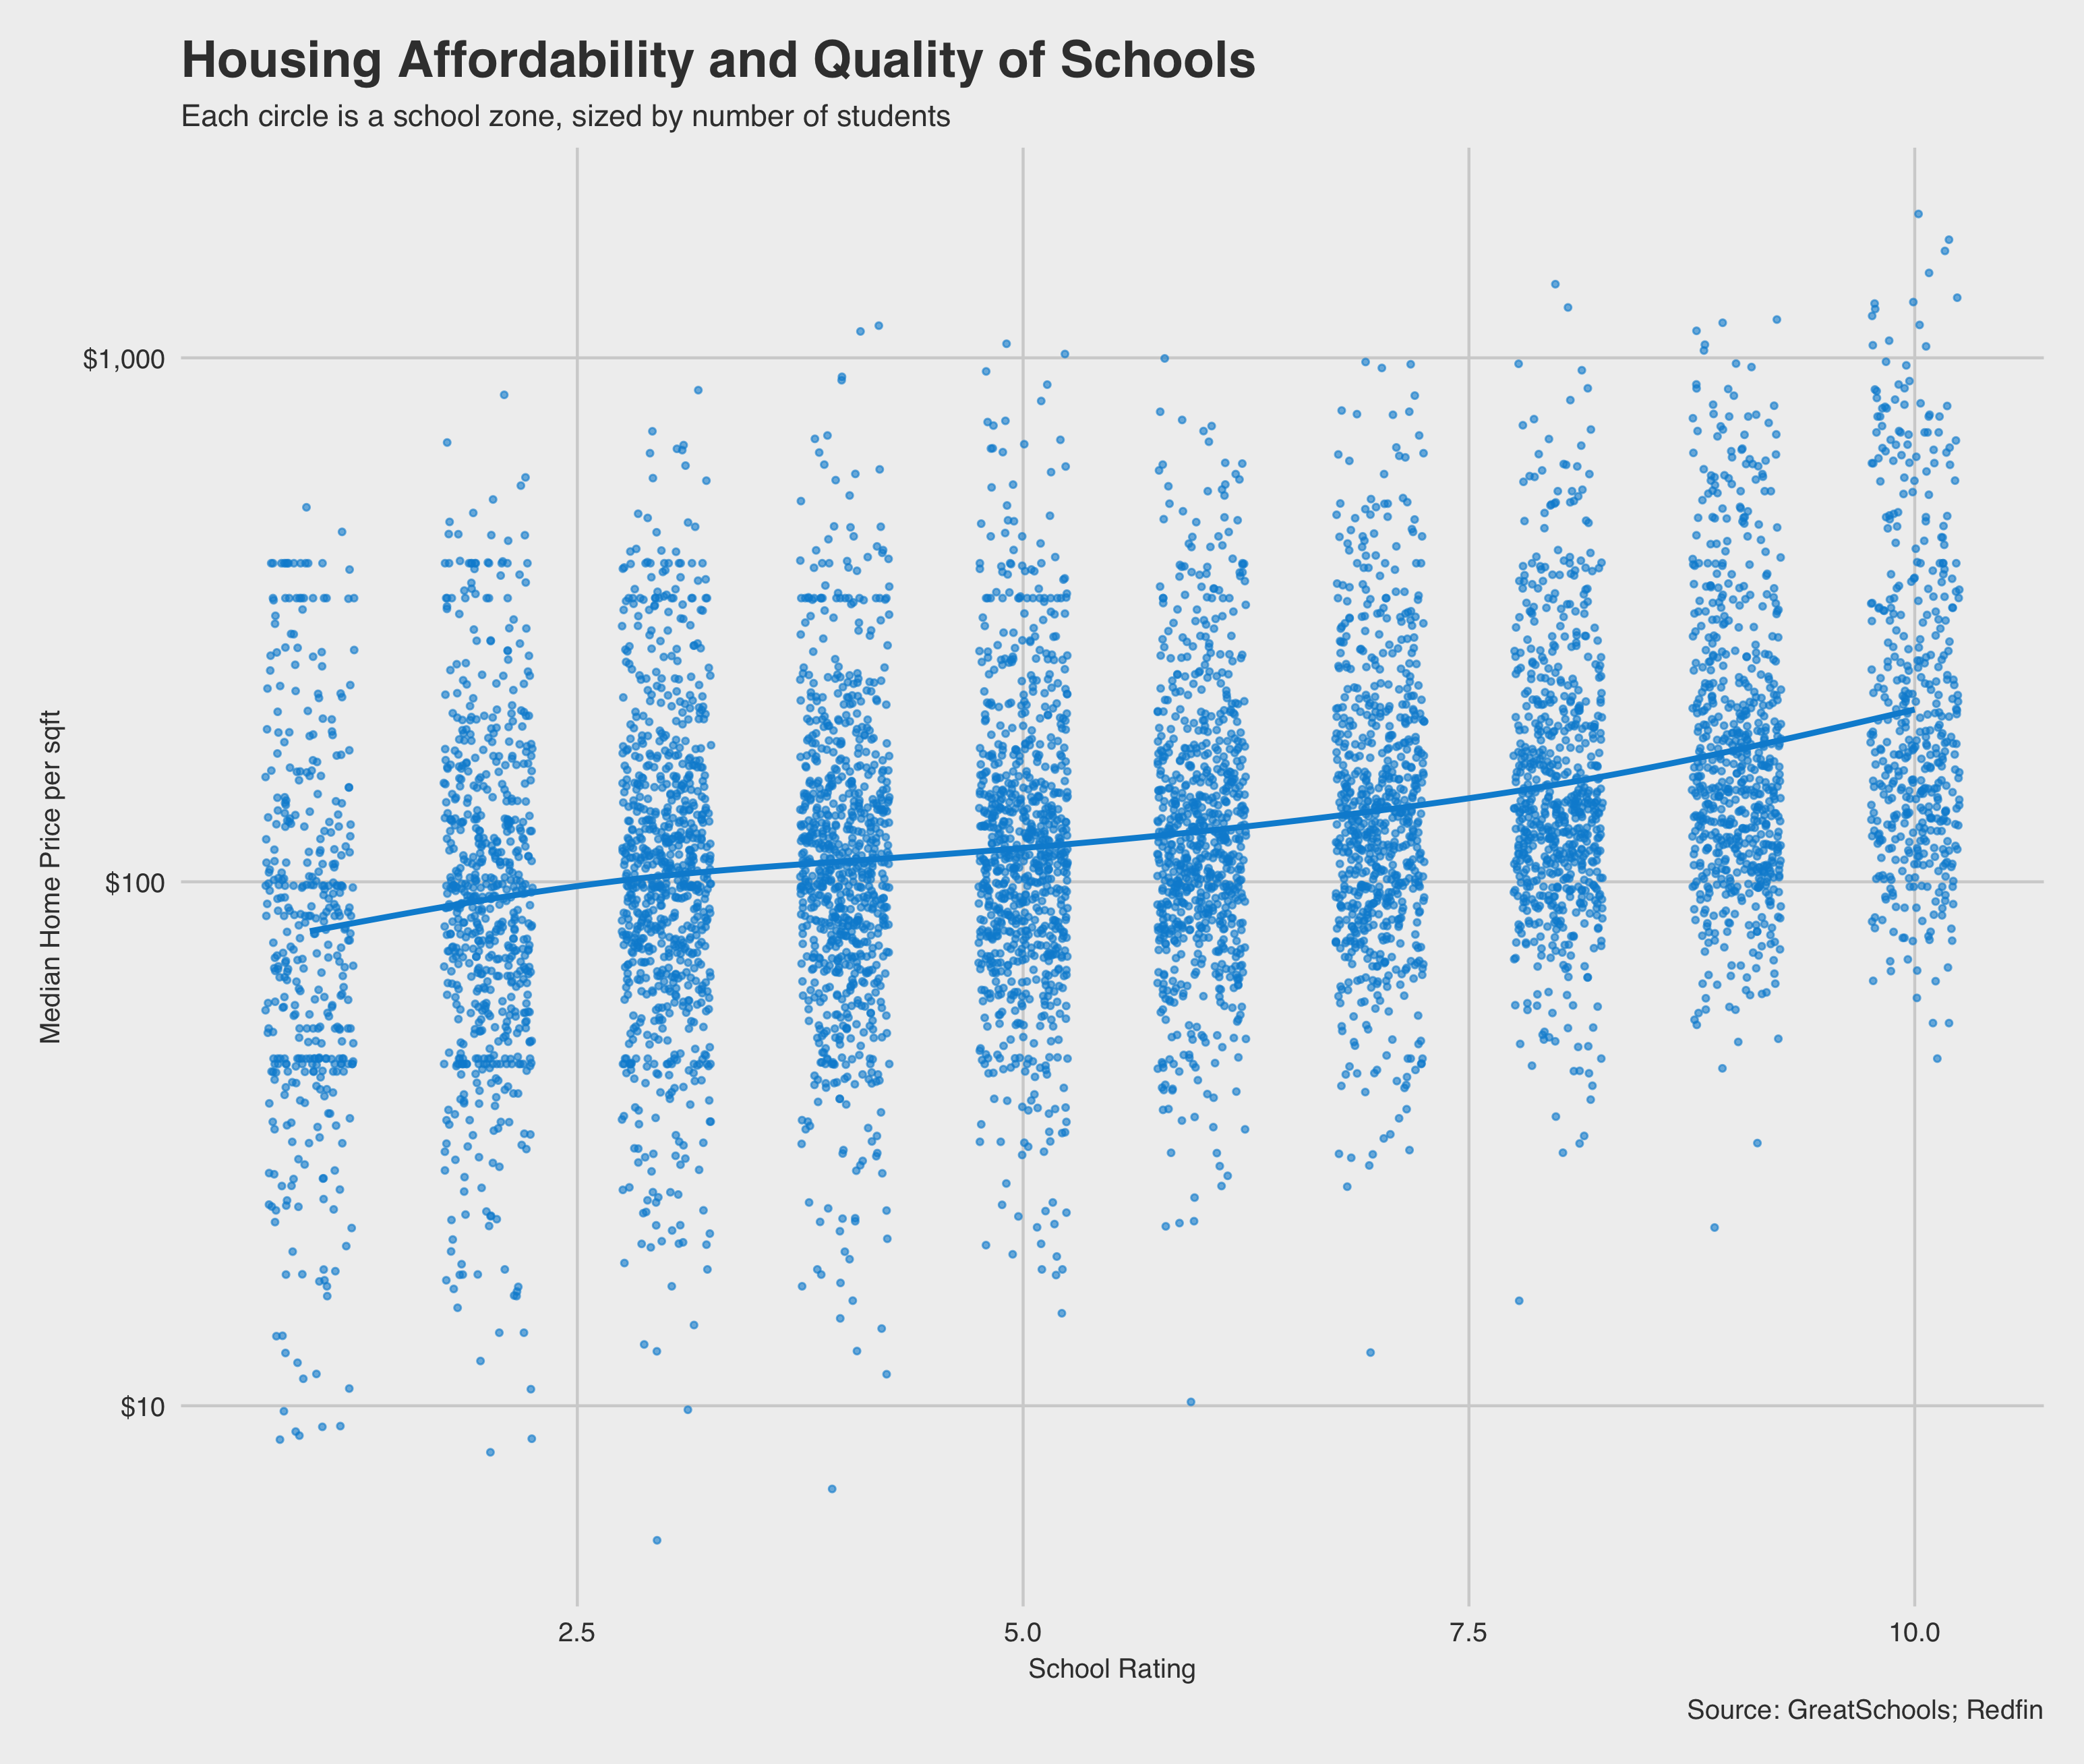 Housing Affordability and Quality of Schools
Each circle is a school zone, sized by number of students
Median Home Price per sqft
$1,000
$100
$10
2.5
5.0
7.5
10.0
School Rating
Source: GreatSchools; Redfin